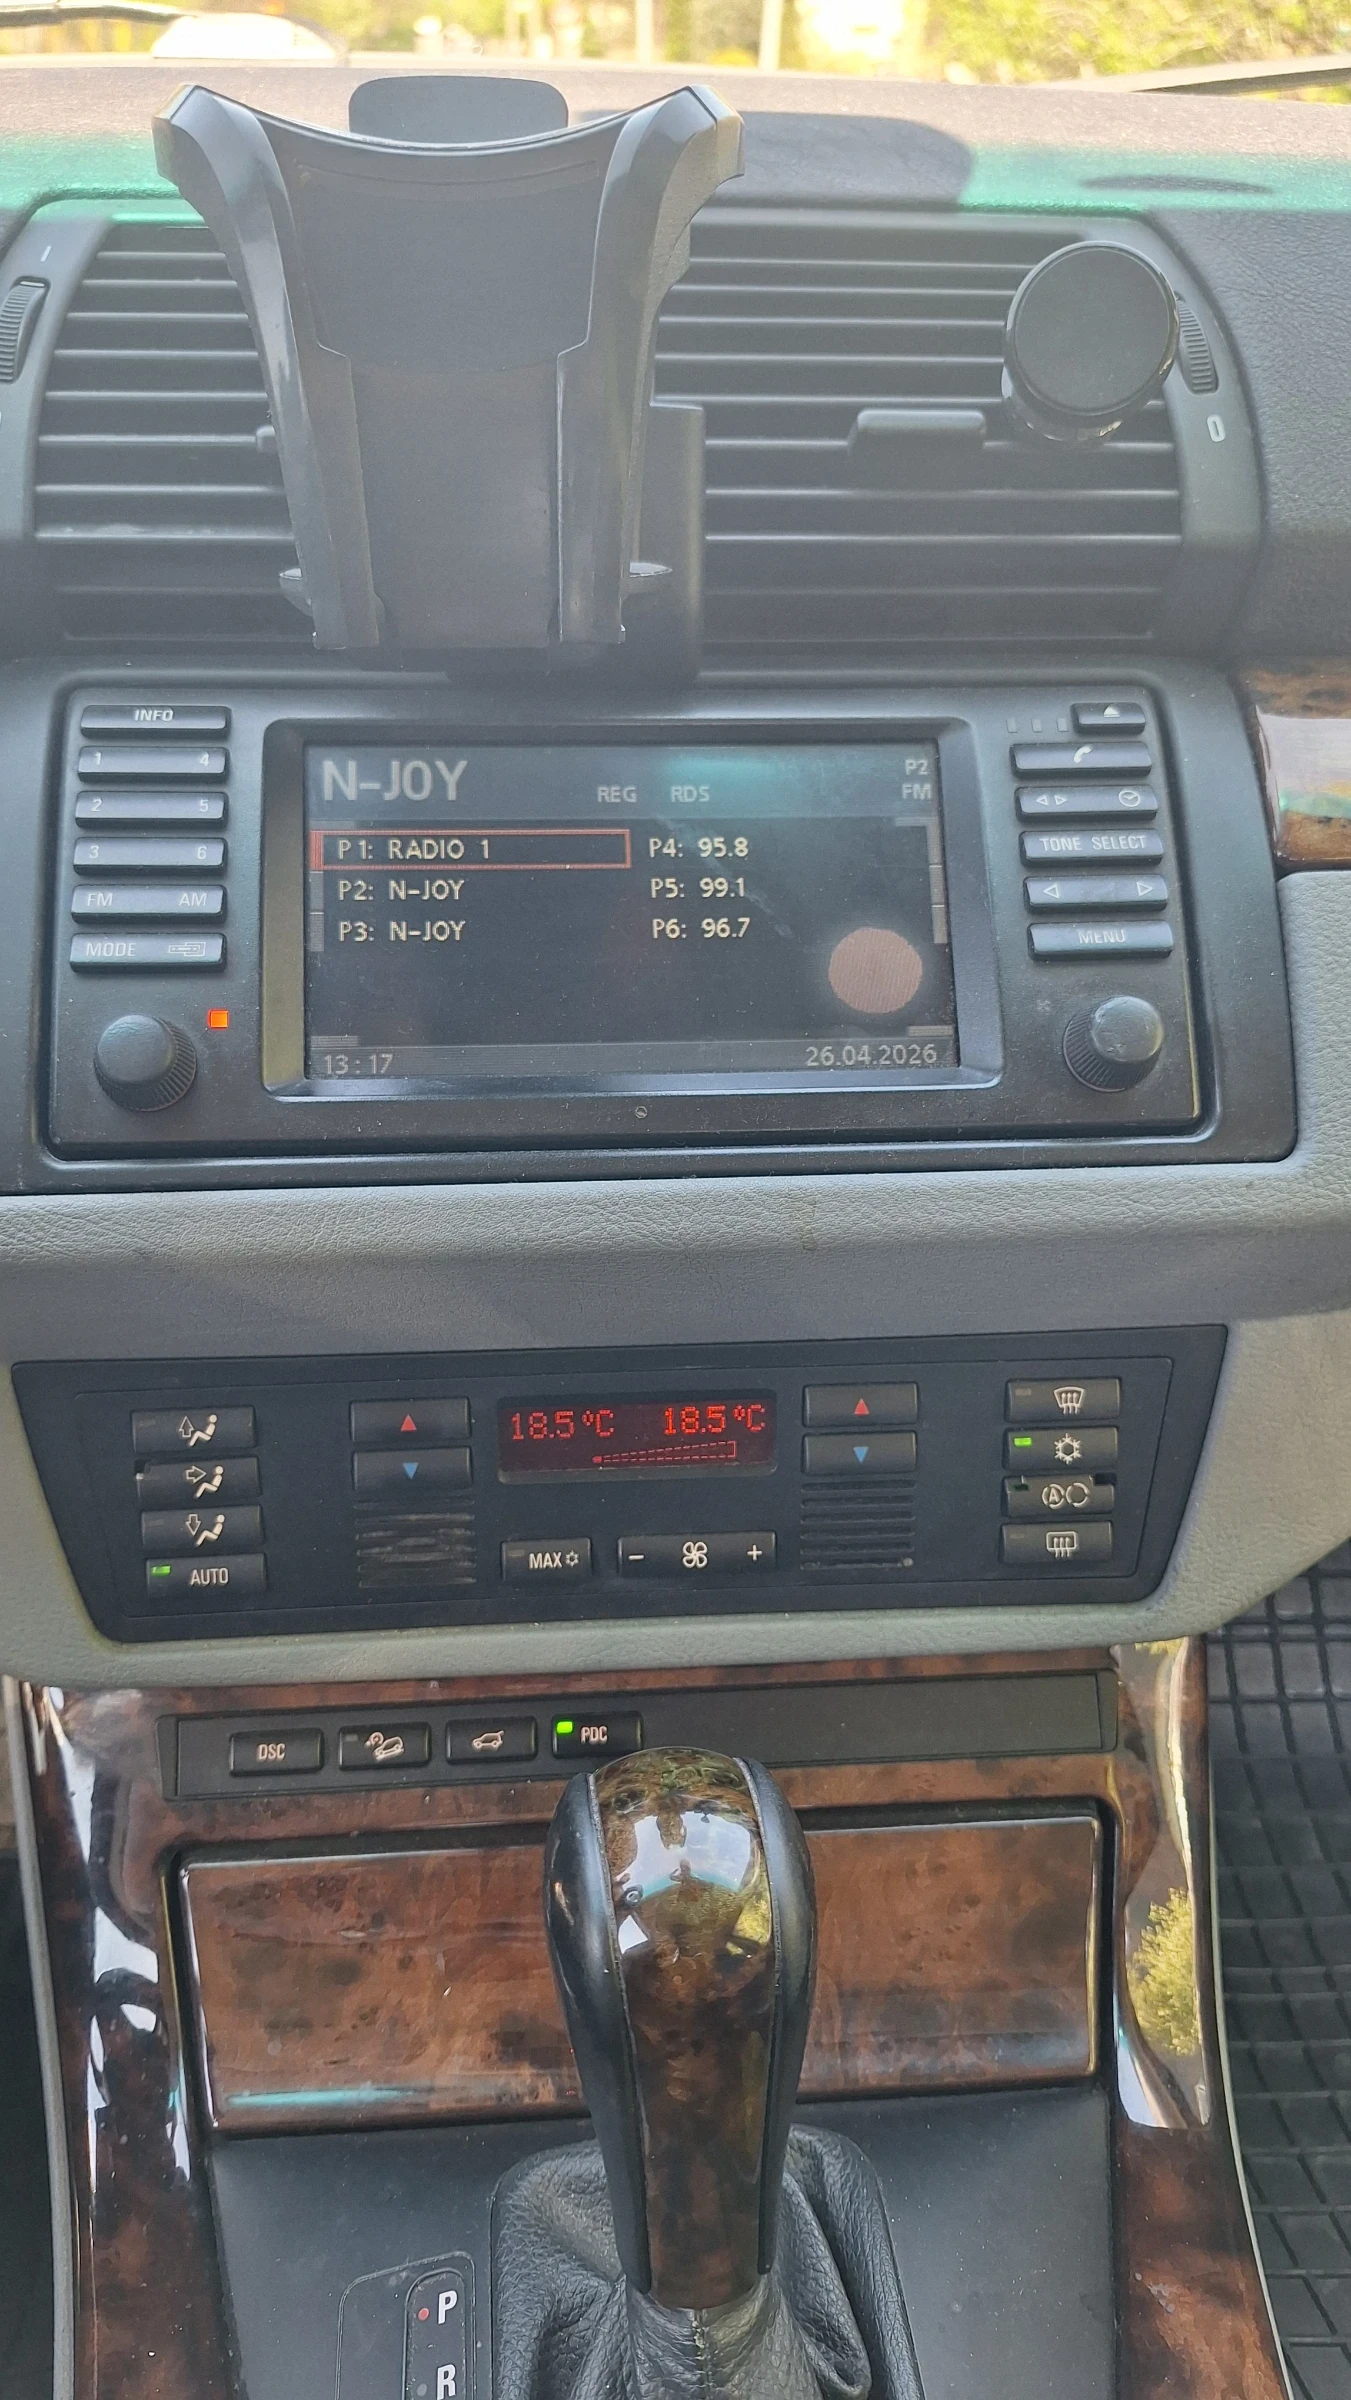 I
0
INFO
1 4
2 5
3 6
FM AM
MODE
N-JOY
REG RDS
P2
FM
P1: RADIO 1 P4: 95.8
P2: N-JOY P5: 99.1
P3: N-JOY P6: 96.7
13:17 26.04.2026
TONE SELECT
MENU
18.5°C 18.5°C
AUTO
MAX
- +
A
DSC
PDC
P
R